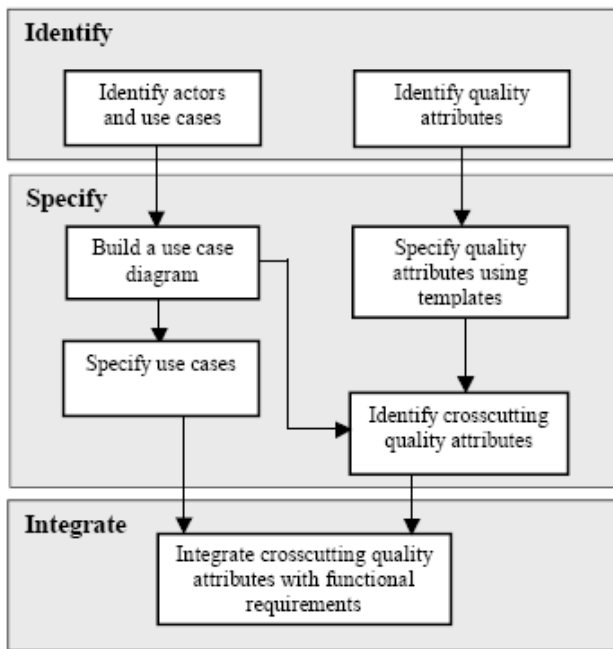 Identify
Identify actors
and use cases
Identify quality
attributes
Specify
Build a use case
diagram
Specify quality
attributes using
templates
Specify use cases
Identify crosscutting
quality attributes
Integrate
Integrate crosscutting quality
attributes with functional
requirements